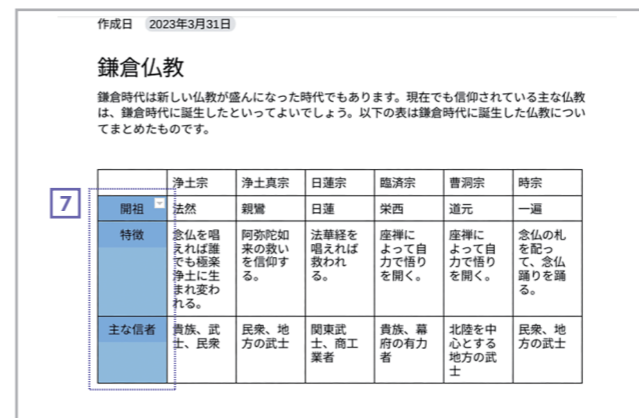 作成日 2023年3月31日
鎌倉仏教
鎌倉時代は新しい仏教が盛んになった時代でもあります。現在でも信仰されている主な仏教
は、鎌倉時代に誕生したといってよいでしょう。以下の表は鎌倉時代に誕生した仏教につい
てまとめたものです。
浄土宗 浄土真宗 日蓮宗 臨済宗 曹洞宗 時宗
7
開祖 法然 親鸞 日蓮 栄西 道元 一遍
特徴 念仏を唱 阿弥陀如 法華経を 座禅に 座禅に 念仏の札
えれば誰 来の救い 唱えれば よって自 よって自 を配っ
でも極楽 を信仰す 救われ 力で悟り 力で悟り て、念仏
浄土に生 る。 る。 を開く。 を開く。 踊りを踊
まれ変わ る。
れる。
主な信者 貴族、武 民衆、地 関東武 貴族、幕 北陸を中 民衆、地
士、民衆 方の武士 士、商工 府の有力 心とする 方の武士
業者 者 地方の武
士